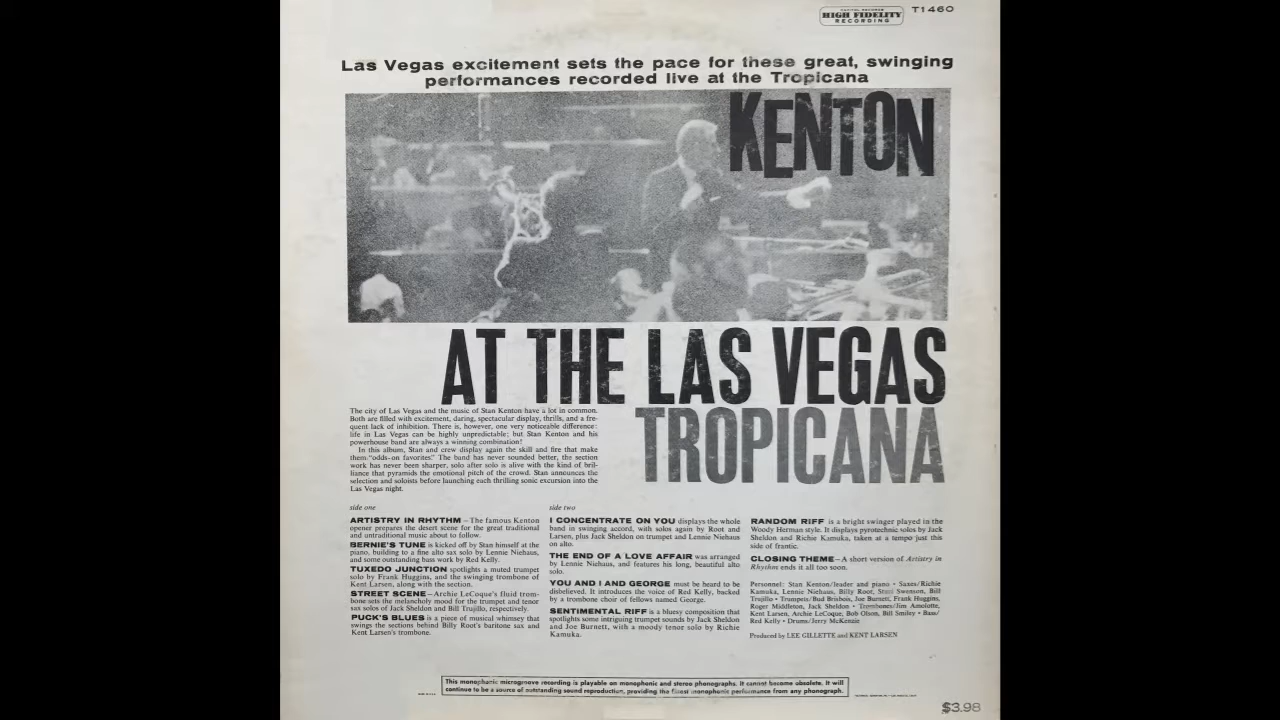 CAPITOL RECORDS
HIGH FIDELITY
RECORDING
T1460
Las Vegas excitement sets the pace for these great, swinging
performances recorded live at the Tropicana
KENTON
AT THE LAS VEGAS
TROPICANA
The city of Las Vegas and the music of Stan Kenton have a lot in common.
Both are filled with excitement, daring, spectacular display, thrills, and a fre-
quent lack of inhibition. There is, however, one very noticeable difference:
life in Las Vegas can be highly unpredictable; but Stan Kenton and his
powerhouse band are always a winning combination!
In this album, Stan and crew display again the skill and fire that make
them "odds-on favorites." The band has never sounded better, the section
work has never been sharper, solo after solo is alive with the kind of bril-
liance that pyramids the emotional pitch of the crowd. Stan announces the
selection and soloists before launching each thrilling sonic excursion into the
Las Vegas night.
side one
ARTISTRY IN RHYTHM – The famous Kenton
opener prepares the desert scene for the great traditional
and untraditional music about to follow.
BERNIE'S TUNE is kicked off by Stan himself at the
piano, building to a fine alto sax solo by Lennie Niehaus,
and some outstanding bass work by Red Kelly.
TUXEDO JUNCTION spotlights a muted trumpet
solo by Frank Huggins, and the swinging trombone of
Kent Larsen, along with the section.
STREET SCENE – Archie LeCoque's fluid trom-
bone sets the melancholy mood for the trumpet and tenor
sax solos of Jack Sheldon and Bill Trujillo, respectively.
PUCK'S BLUES is a piece of musical whimsey that
swings the sections behind Billy Root's baritone sax and
Kent Larsen's trombone.
side two
I CONCENTRATE ON YOU displays the whole
band in swinging accord, with solos again by Root and
Larsen, plus Jack Sheldon on trumpet and Lennie Niehaus
on alto.
THE END OF A LOVE AFFAIR was arranged
by Lennie Niehaus, and features his long, beautiful alto
solo.
YOU AND I AND GEORGE must be heard to be
disbelieved. It introduces the voice of Red Kelly, backed
by a trombone choir of fellows named George.
SENTIMENTAL RIFF is a bluesy composition that
spotlights some intriguing trumpet sounds by Jack Sheldon
and Joe Burnett, with a moody tenor solo by Richie
Kamuka.
RANDOM RIFF is a bright swinger played in the
Woody Herman style. It displays pyrotechnic solos by Jack
Sheldon and Richie Kamuka, taken at a tempo just this
side of frantic.
CLOSING THEME – A short version of Artistry in
Rhythm ends it all too soon.
Personnel: Stan Kenton/leader and piano • Saxes/Richie
Kamuka, Lennie Niehaus, Billy Root, Sture Swenson, Bill
Trujillo • Trumpets/Bud Brisbois, Joe Burnett, Frank Huggins,
Roger Middleton, Jack Sheldon • Trombones/Jim Amolotte,
Kent Larsen, Archie LeCoque, Bob Olson, Bill Smiley • Bass/
Red Kelly • Drums/Jerry McKenzie
Produced by LEE GILLETTE and KENT LARSEN
This monophonic microgroove recording is playable on monophonic and stereo phonographs. It cannot become obsolete. It will
continue to be a source of outstanding sound reproduction, providing the finest monophonic performance from any phonograph.
$3.98